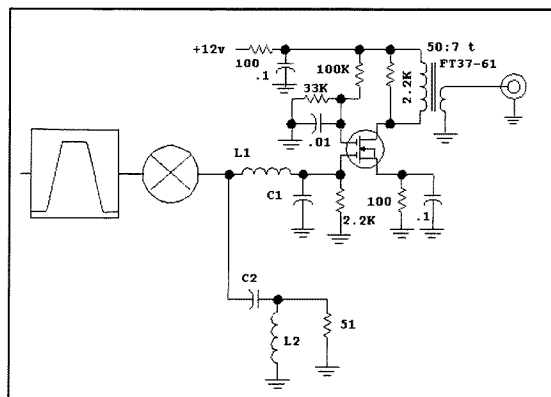 +12v
100
.1
100K
33K
.01
2.2K
50:7 t
FT37-61
L1
C1
2.2K
100
.1
C2
L2
51